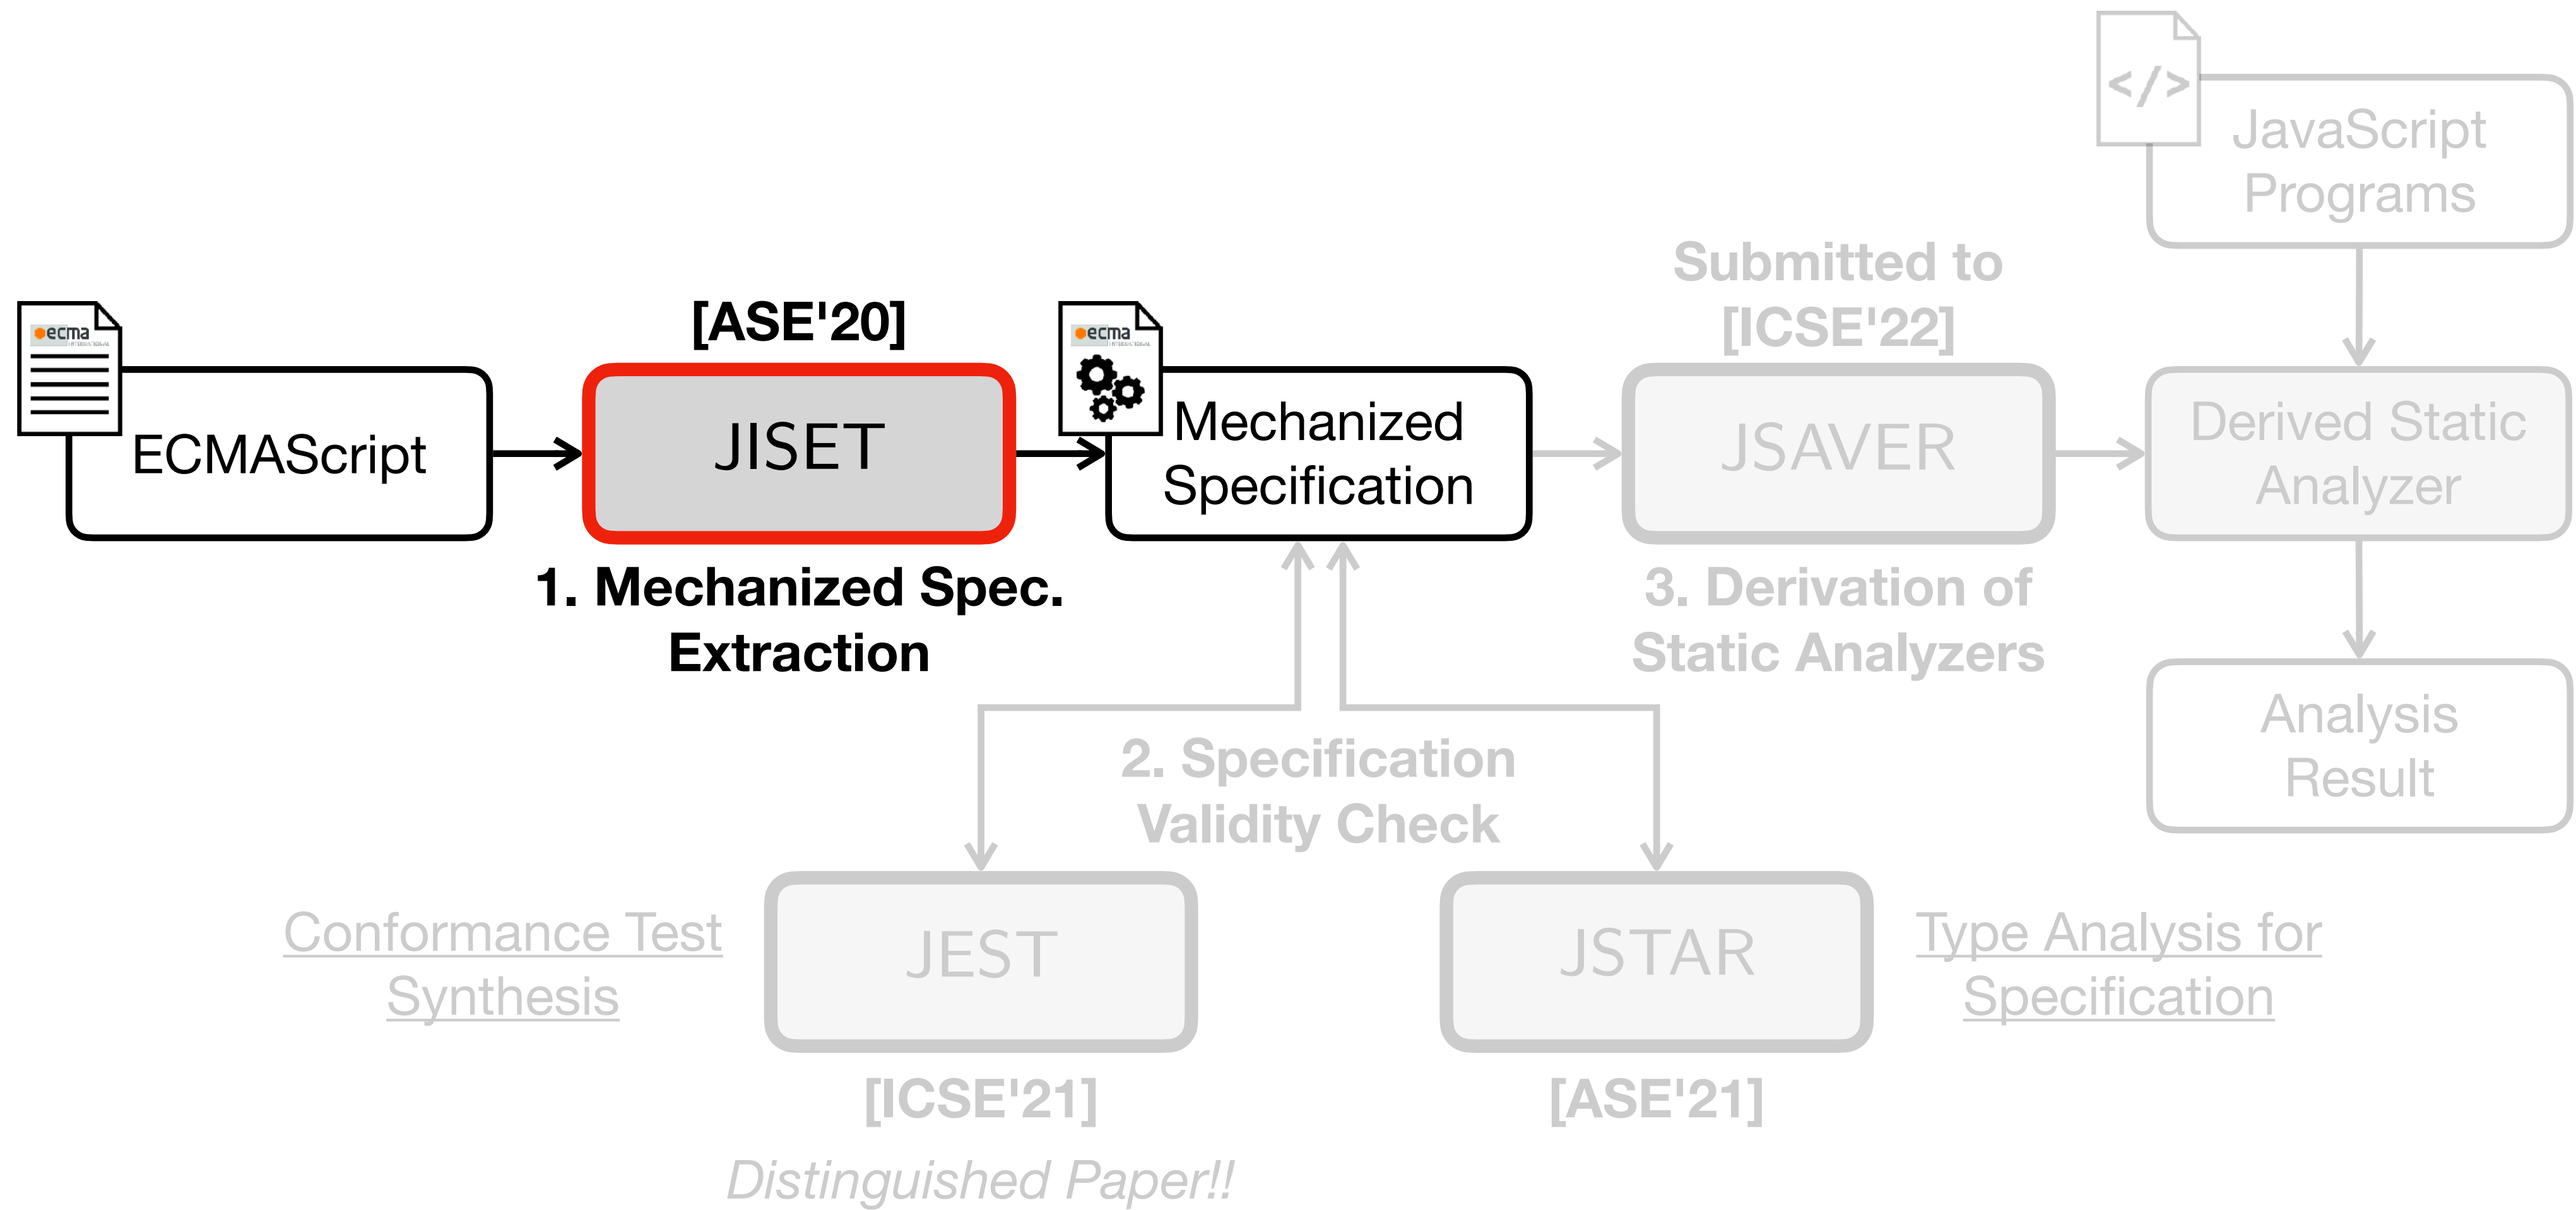 </>
JavaScript
Programs
Submitted to
[ICSE'22]
[ASE'20]
ecma
ecma
INTERNATIONAL
ECMAScript
JISET
Mechanized
Specification
JSAVER
Derived Static
Analyzer
1. Mechanized Spec.
Extraction
3. Derivation of
Static Analyzers
Analysis
Result
2. Specification
Validity Check
Conformance Test
Synthesis
JEST
JSTAR
Type Analysis for
Specification
[ICSE'21]
[ASE'21]
Distinguished Paper!!